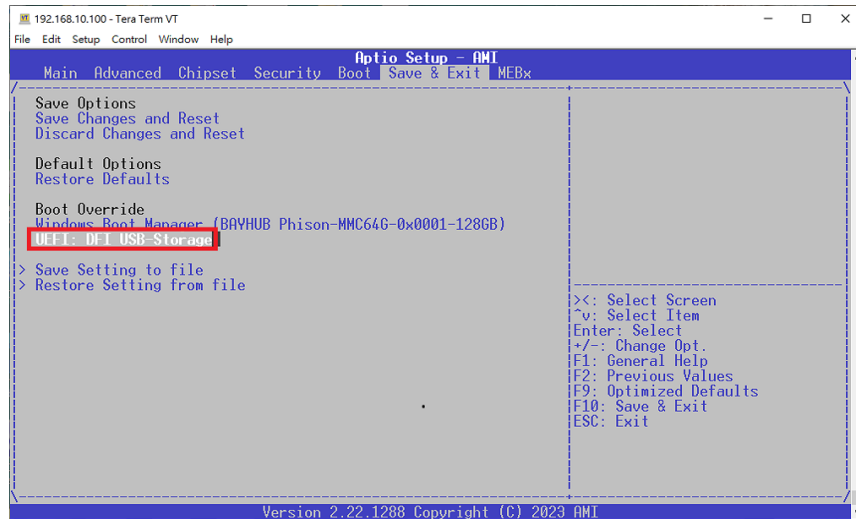 192.168.10.100 - Tera Term VT
File Edit Setup Control Window Help
Aptio Setup - AMI
Main Advanced Chipset Security Boot Save & Exit MEBx
Save Options
Save Changes and Reset
Discard Changes and Reset
Default Options
Restore Defaults
Boot Override
Windows Boot Manager (BAYHUB Phison-MMC64G-0x0001-128GB)
UEFI: DFI USB-Storage
> Save Setting to file
> Restore Setting from file
><: Select Screen
^v: Select Item
Enter: Select
+/-: Change Opt.
F1: General Help
F2: Previous Values
F9: Optimized Defaults
F10: Save & Exit
ESC: Exit
Version 2.22.1288 Copyright (C) 2023 AMI